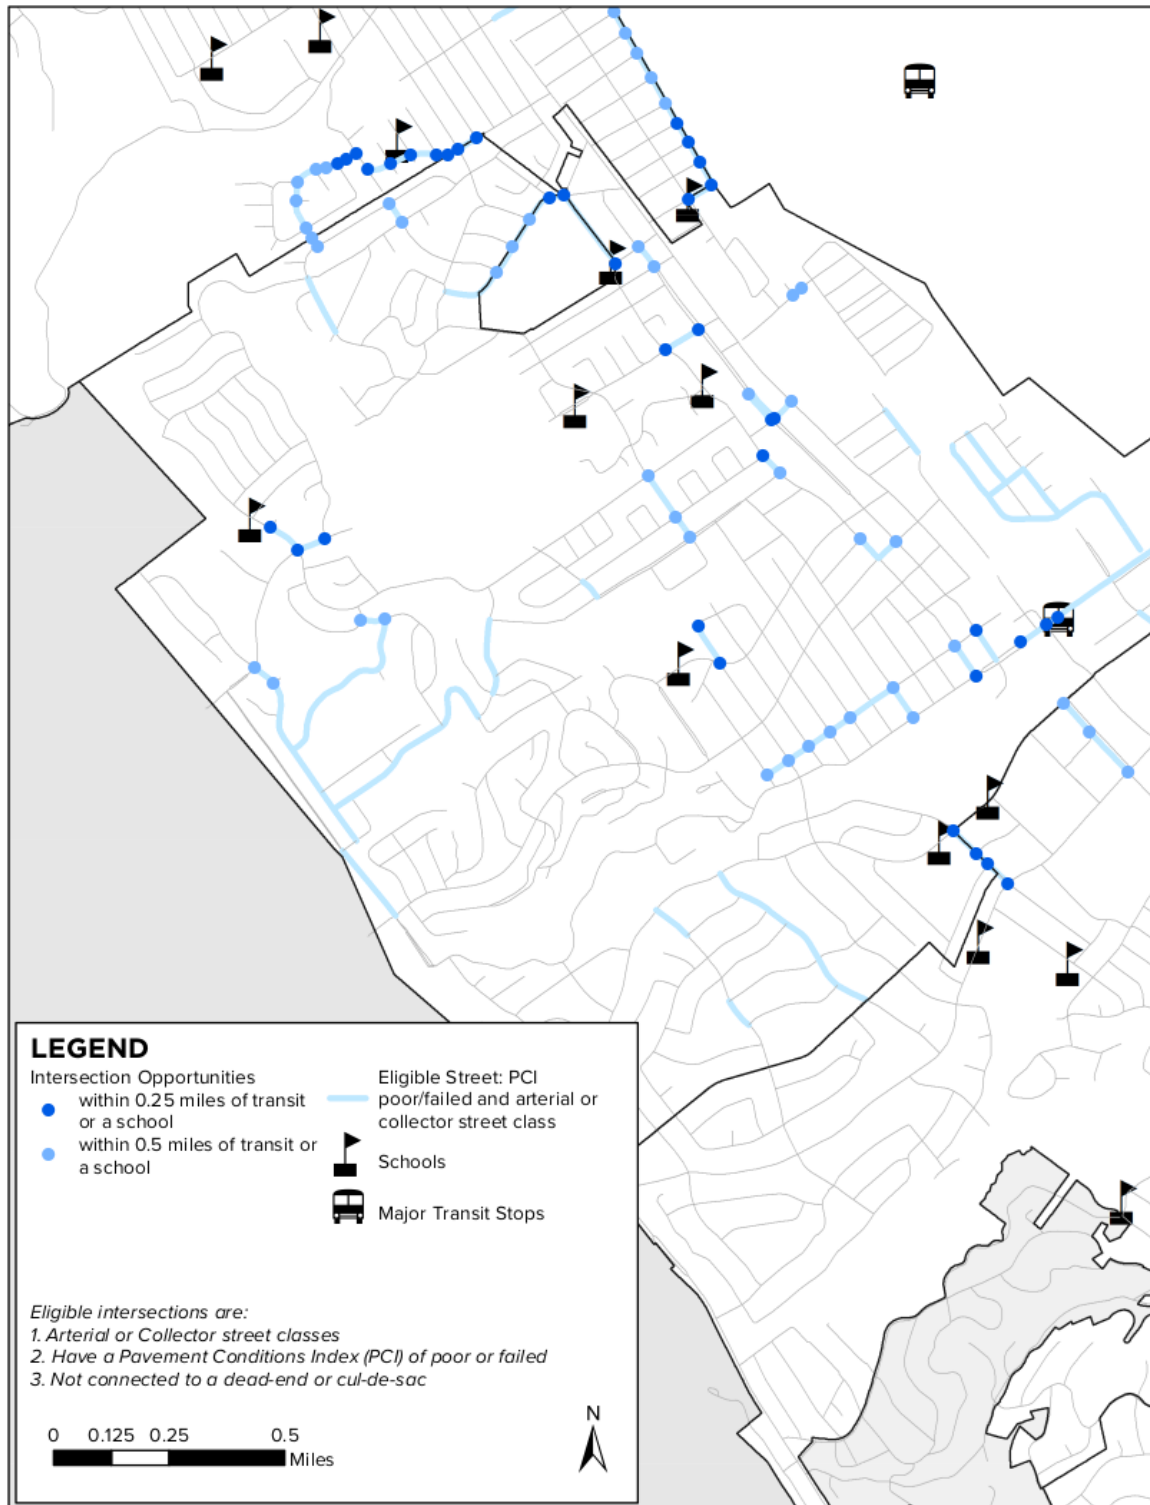 LEGEND
Intersection Opportunities
within 0.25 miles of transit
or a school
within 0.5 miles of transit or
a school
Eligible Street: PCI
poor/failed and arterial or
collector street class
Schools
Major Transit Stops
Eligible intersections are:
1. Arterial or Collector street classes
2. Have a Pavement Conditions Index (PCI) of poor or failed
3. Not connected to a dead-end or cul-de-sac
0 0.125 0.25 0.5
Miles
N